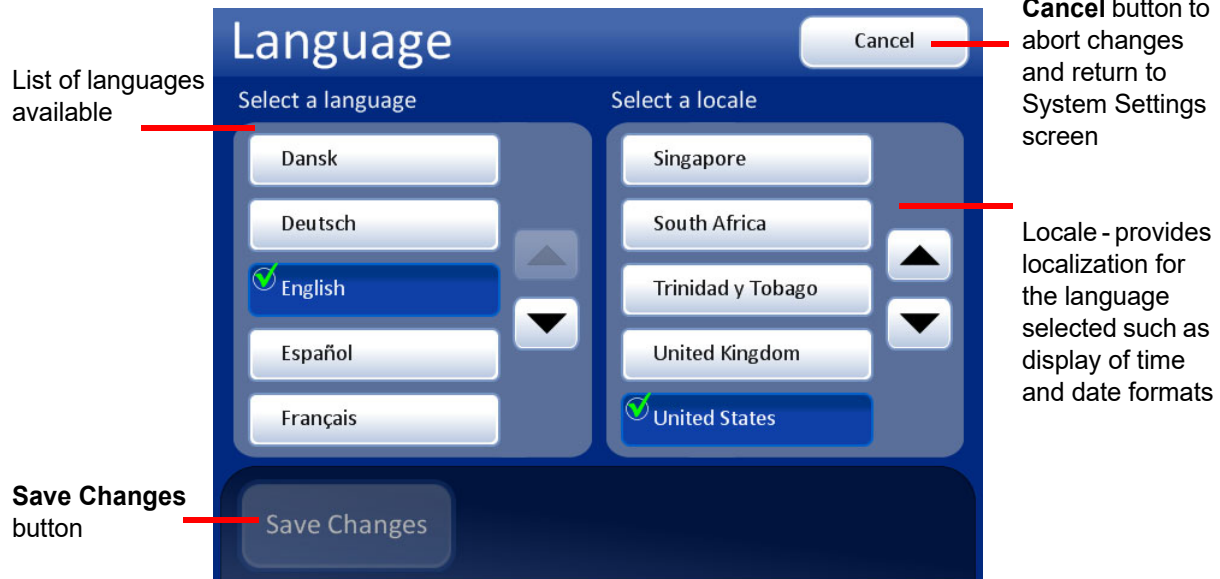 Cancel button to
abort changes
and return to
System Settings
screen
Language
Cancel
List of languages
available
Select a language
Select a locale
Dansk
Deutsch
English
Español
Français
Singapore
South Africa
Trinidad y Tobago
United Kingdom
United States
Locale - provides
localization for
the language
selected such as
display of time
and date formats
Save Changes
button
Save Changes